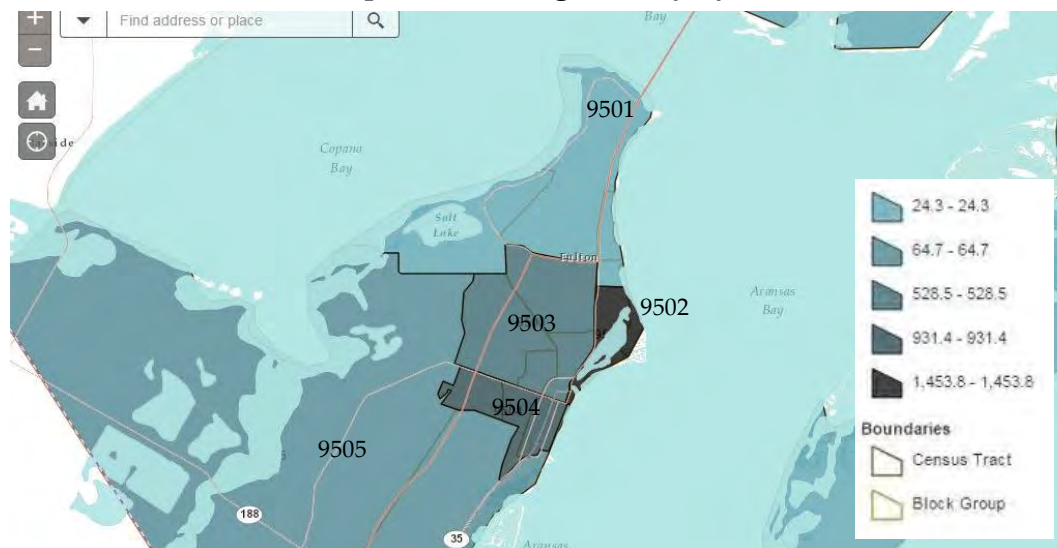 Find address or place
Bay
9501
side
Copano
Bay
Salt
Lake
Fulton
9502
Aransas
Bay
9503
9504
9505
188
35
Aransas
24.3 - 24.3
64.7 - 64.7
528.5 - 528.5
931.4 - 931.4
1,453.8 - 1,453.8
Boundaries
Census Tract
Block Group